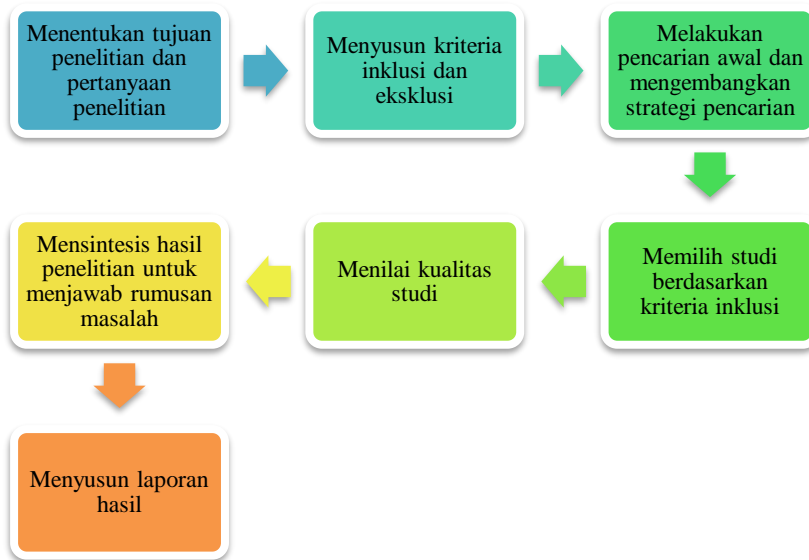 Menentukan tujuan
penelitian dan
pertanyaan
penelitian
Menyusun kriteria
inklusi dan
eksklusi
Melakukan
pencarian awal dan
mengembangkan
strategi pencarian
Memilih studi
berdasarkan
kriteria inklusi
Menilai kualitas
studi
Mensintesis hasil
penelitian untuk
menjawab rumusan
masalah
Menyusun laporan
hasil